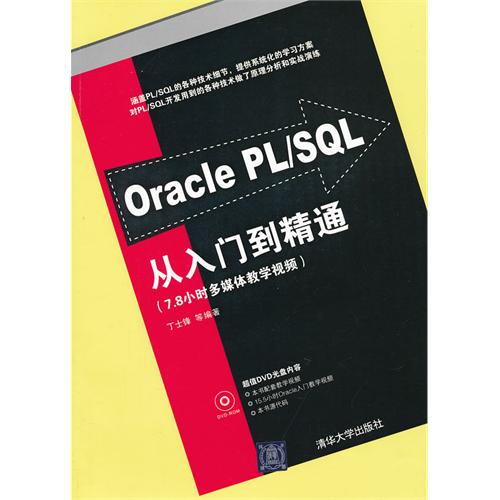 涵盖PL/SQL的各种技术细节，提供系统化的学习方案
对PL/SQL开发用到的各种技术做了原理分析和实战演练
Oracle PL/SQL
从入门到精通
(7.8小时多媒体教学视频)
丁士锋 等编著
超值DVD光盘内容
本书配套教学视频
15.5小时Oracle入门教学视频
本书源代码
DVD-ROM
清华大学出版社